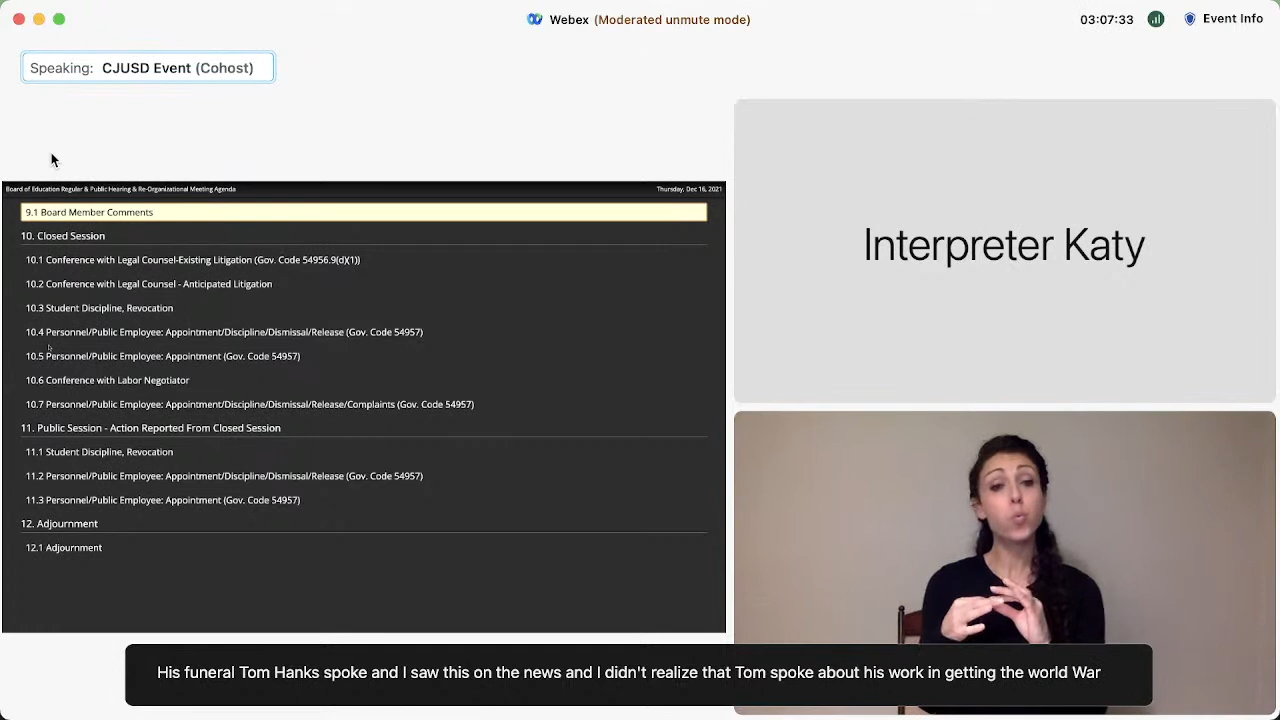 Webex (Moderated unmute mode)
03:07:33
Event Info
Speaking: CJUSD Event (Cohost)
Board of Education Regular & Public Hearing & Re-Organizational Meeting Agenda
Thursday, Dec 16, 2021
9.1 Board Member Comments
10. Closed Session
10.1 Conference with Legal Counsel-Existing Litigation (Gov. Code 54956.9(d)(1))
10.2 Conference with Legal Counsel - Anticipated Litigation
10.3 Student Discipline, Revocation
10.4 Personnel/Public Employee: Appointment/Discipline/Dismissal/Release (Gov. Code 54957)
10.5 Personnel/Public Employee: Appointment (Gov. Code 54957)
10.6 Conference with Labor Negotiator
10.7 Personnel/Public Employee: Appointment/Discipline/Dismissal/Release/Complaints (Gov. Code 54957)
11. Public Session - Action Reported From Closed Session
11.1 Student Discipline, Revocation
11.2 Personnel/Public Employee: Appointment/Discipline/Dismissal/Release (Gov. Code 54957)
11.3 Personnel/Public Employee: Appointment (Gov. Code 54957)
12. Adjournment
12.1 Adjournment
Interpreter Katy
His funeral Tom Hanks spoke and I saw this on the news and I didn't realize that Tom spoke about his work in getting the world War